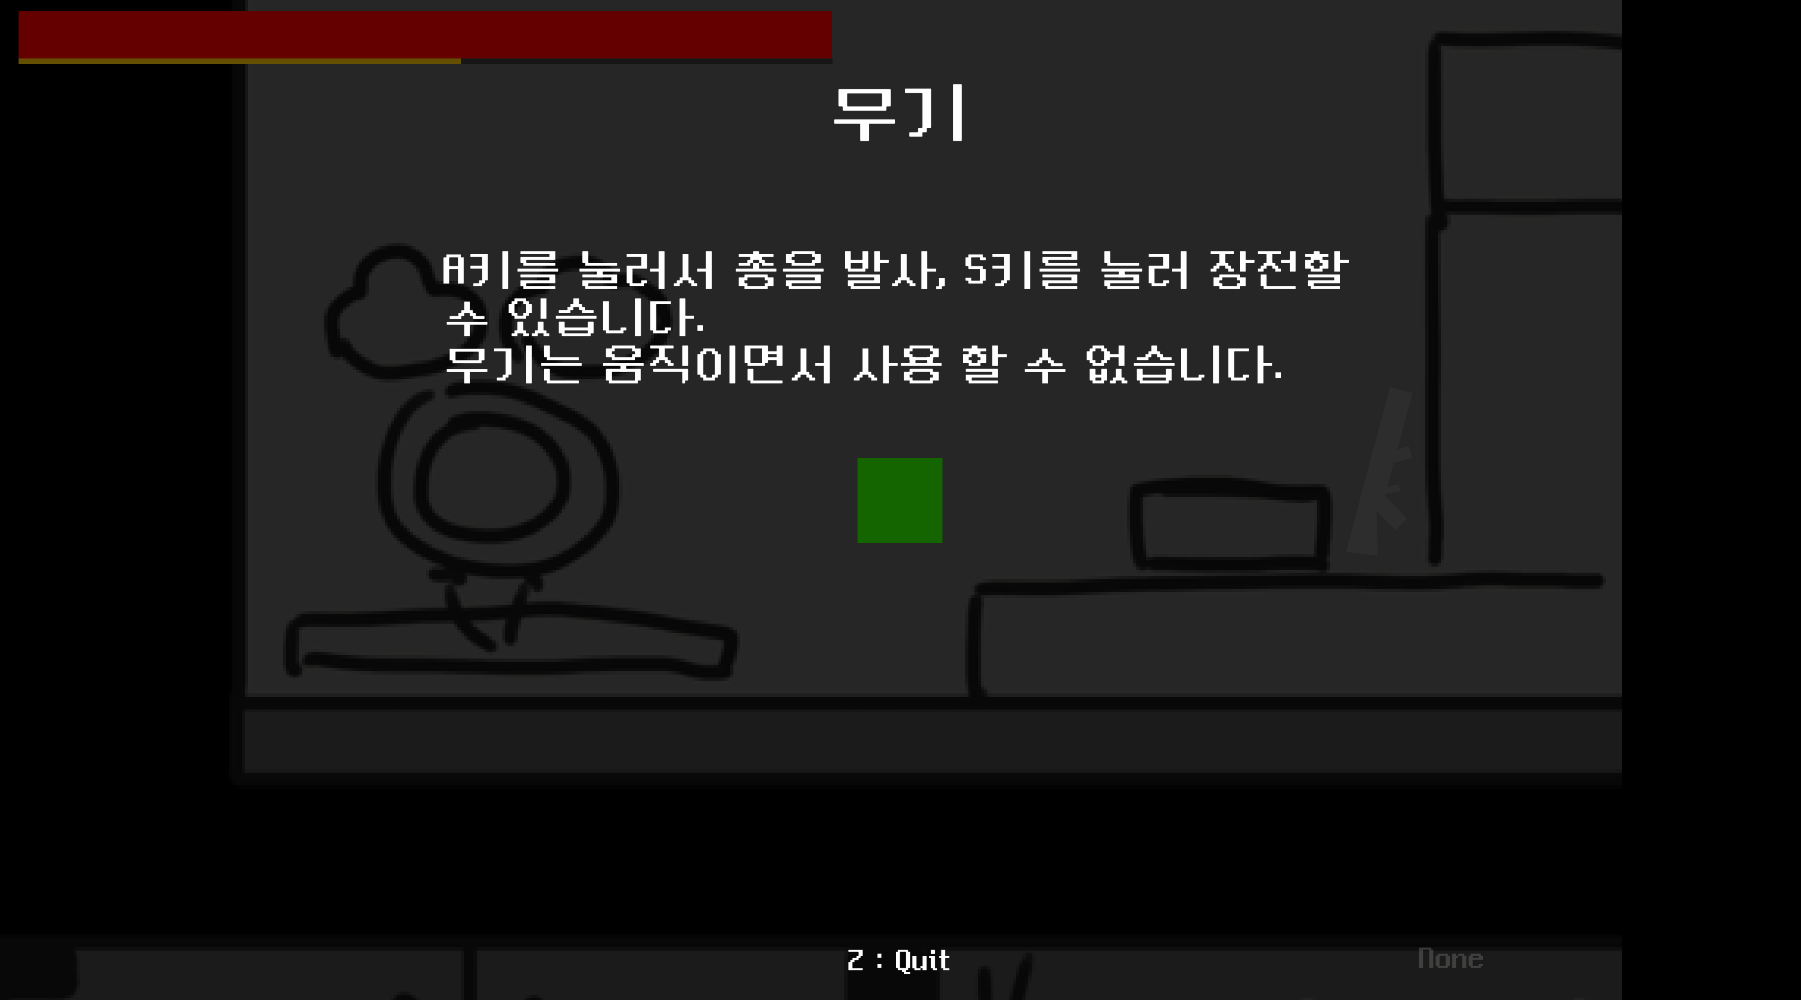 무기
A키를 눌러서 총을 발사, S키를 눌러 장전할
수 있습니다.
무기는 움직이면서 사용 할 수 없습니다.
Z : Quit
None